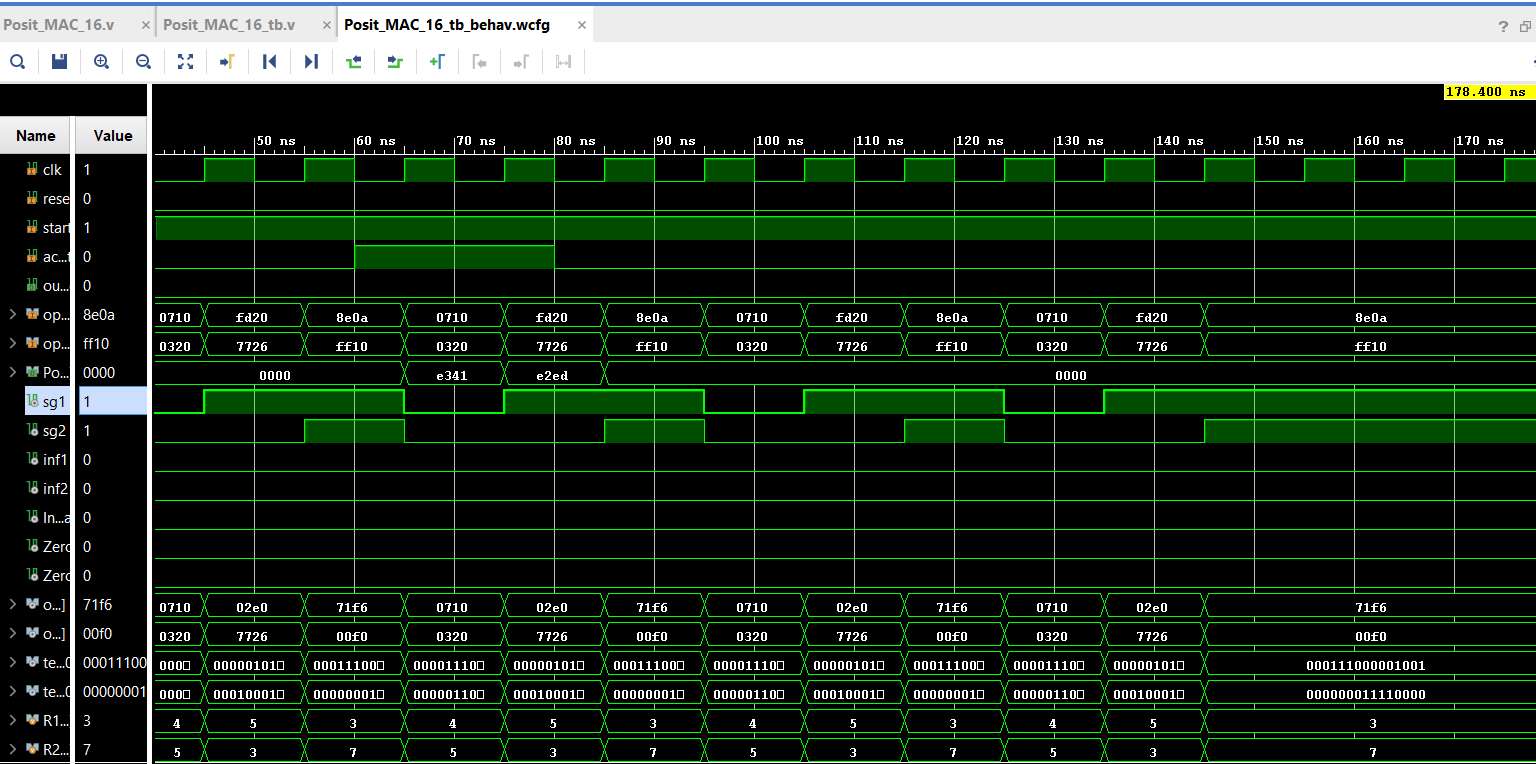 Posit_MAC_16.v × Posit_MAC_16_tb.v × Posit_MAC_16_tb_behav.wcfg × ?
178.400 ns
Name Value 50 ns 60 ns 70 ns 80 ns 90 ns 100 ns 110 ns 120 ns 130 ns 140 ns 150 ns 160 ns 170 ns
clk 1
rese 0
start 1
ac...t 0
ou... 0
op... 8e0a 0710 fd20 8e0a 0710 fd20 8e0a 0710 fd20 8e0a 0710 fd20 8e0a
op... ff10 0320 7726 ff10 0320 7726 ff10 0320 7726 ff10 0320 7726 ff10
Po... 0000 0000 e341 e2ed 0000
sg1 1
sg2 1
inf1 0
inf2 0
In...a 0
Zero 0
Zero 0
o...] 71f6 0710 02e0 71f6 0710 02e0 71f6 0710 02e0 71f6 0710 02e0 71f6
o...] 00f0 0320 7726 00f0 0320 7726 00f0 0320 7726 00f0 0320 7726 00f0
te...0 00011100 000 00000101 00011100 00001110 00000101 00011100 00001110 00000101 00011100 00001110 00000101 000111000001001
te...0 00000001 000 00010001 00000001 00000110 00010001 00000001 00000110 00010001 00000001 00000110 00010001 000000011110000
R1... 3 4 5 3 4 5 3 4 5 3 4 5 3
R2... 7 5 3 7 5 3 7 5 3 7 5 3 7